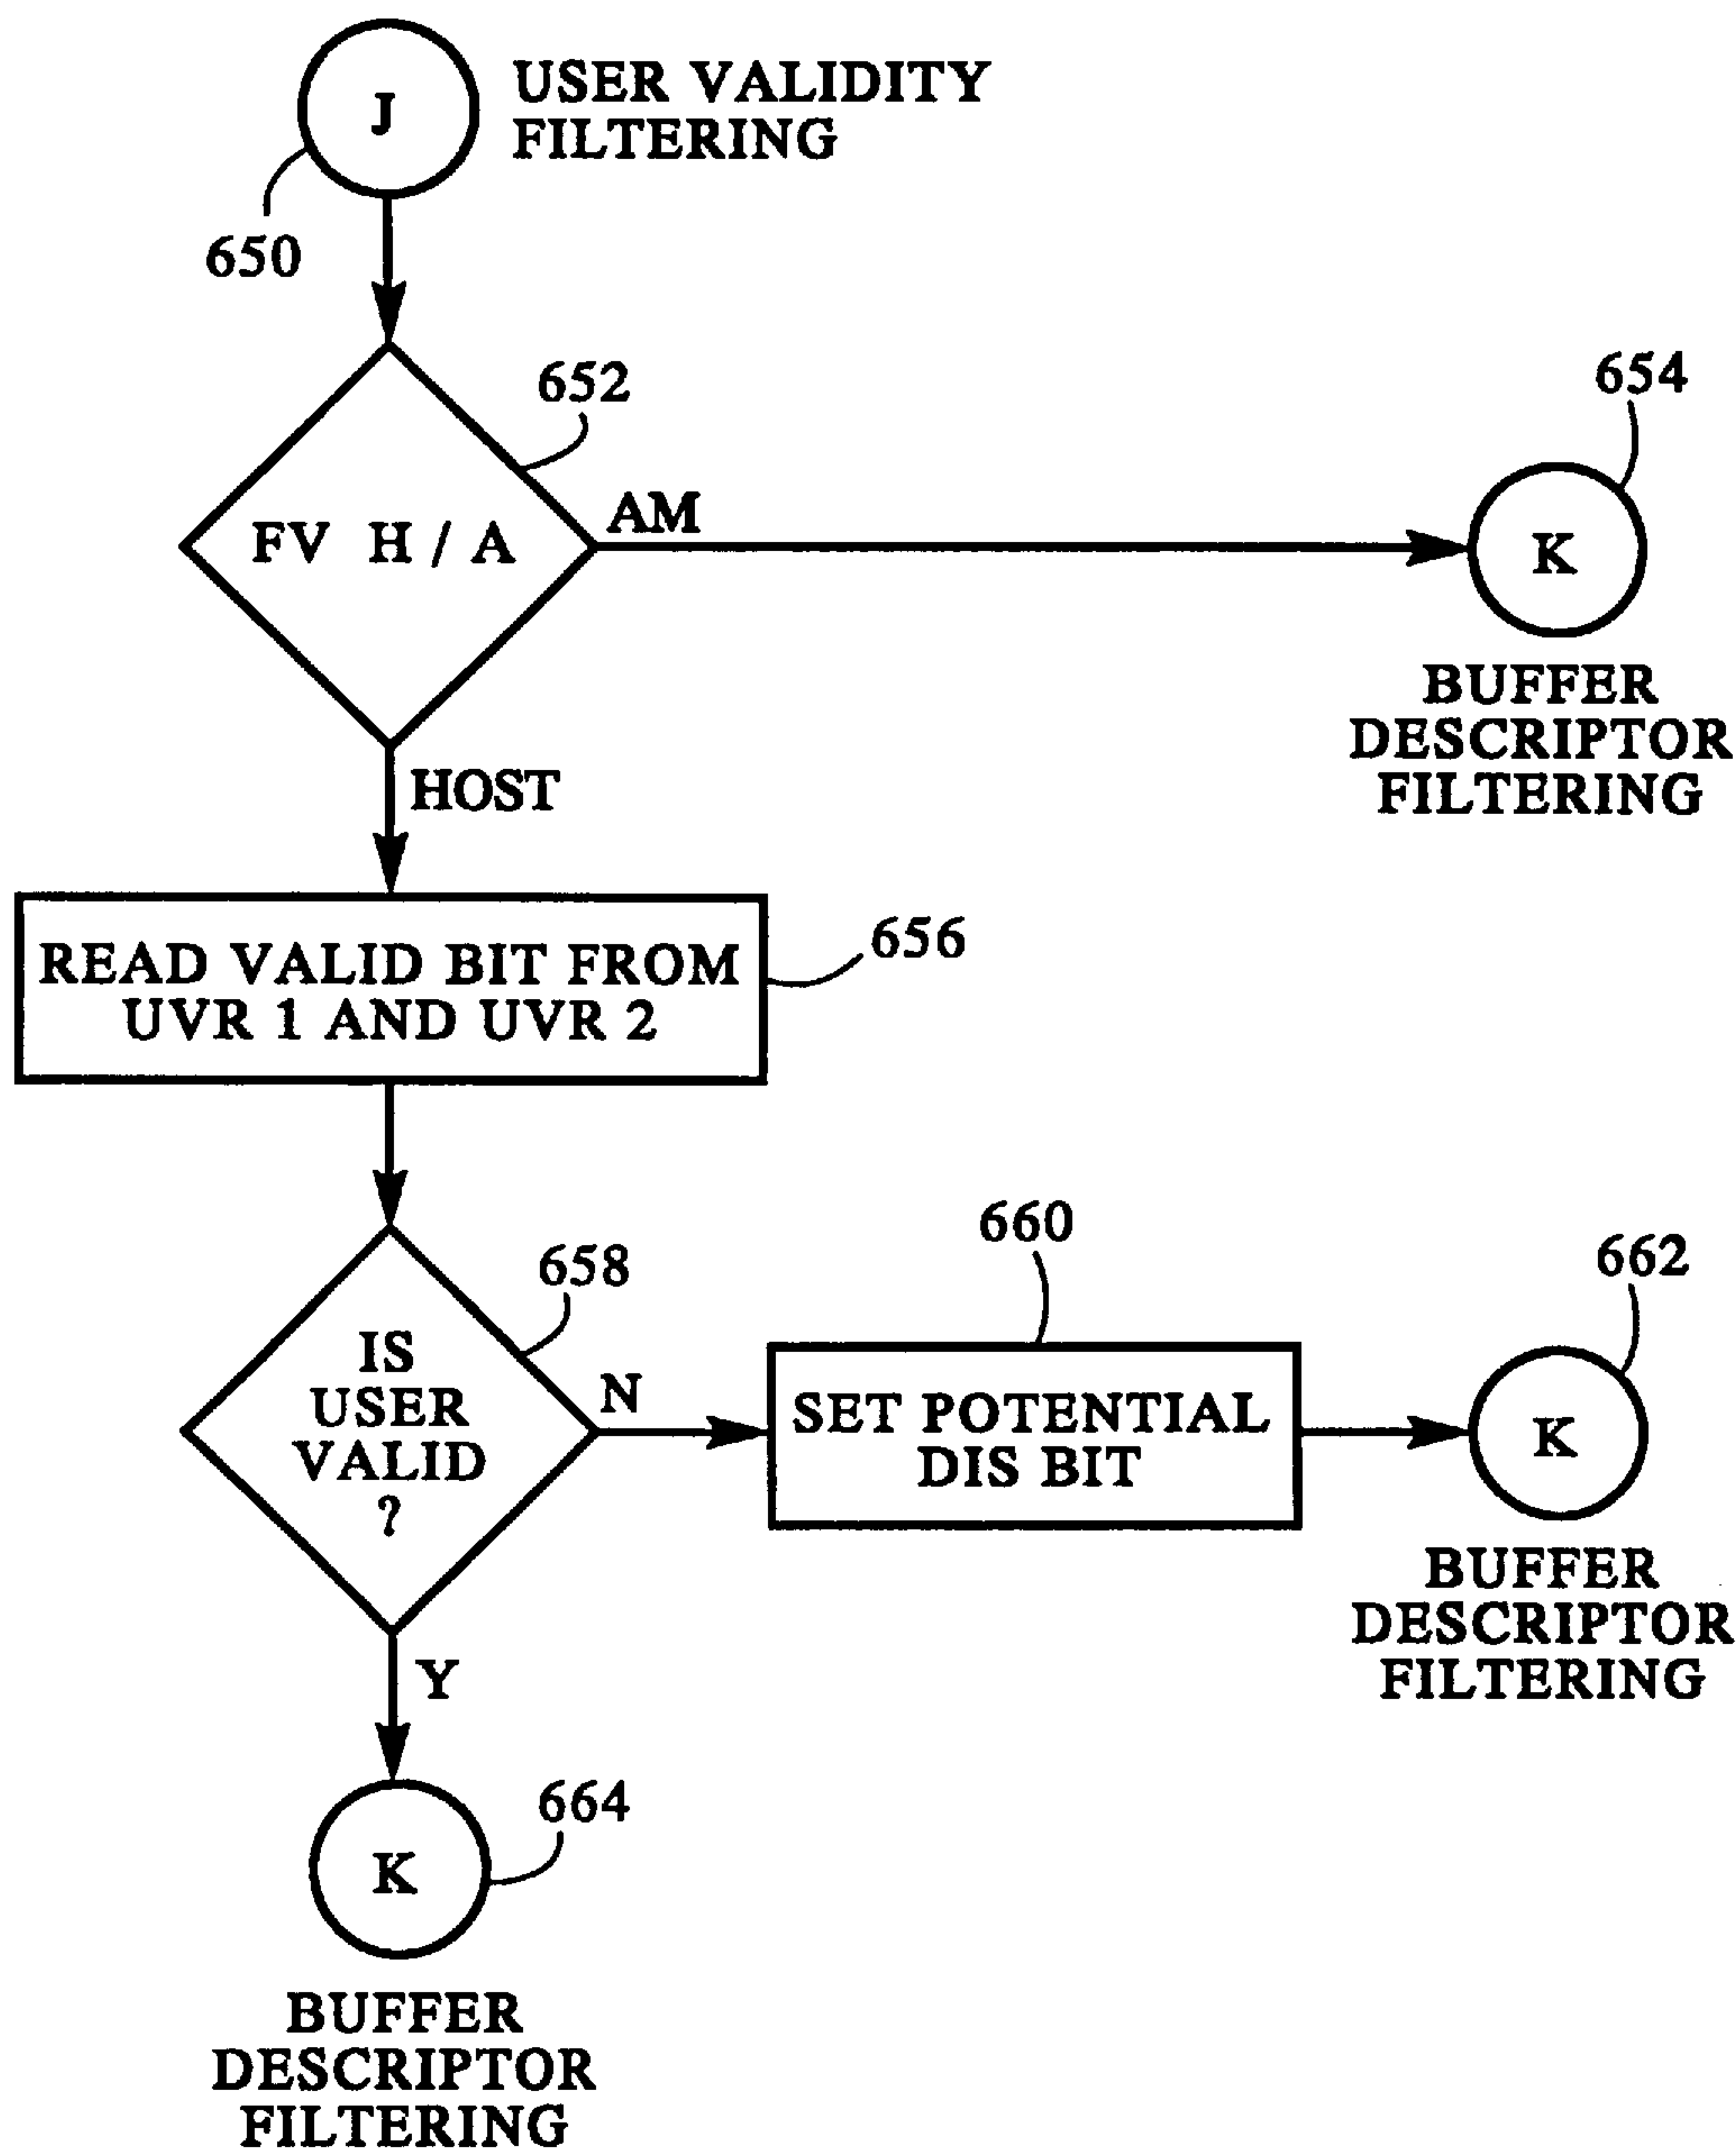 J
USER VALIDITY
FILTERING
650
652
654
FV H / A
AM
K
BUFFER
DESCRIPTOR
FILTERING
HOST
READ VALID BIT FROM
UVR 1 AND UVR 2
656
658
660
662
IS
USER
VALID
?
N
SET POTENTIAL
DIS BIT
K
BUFFER
DESCRIPTOR
FILTERING
Y
664
K
BUFFER
DESCRIPTOR
FILTERING